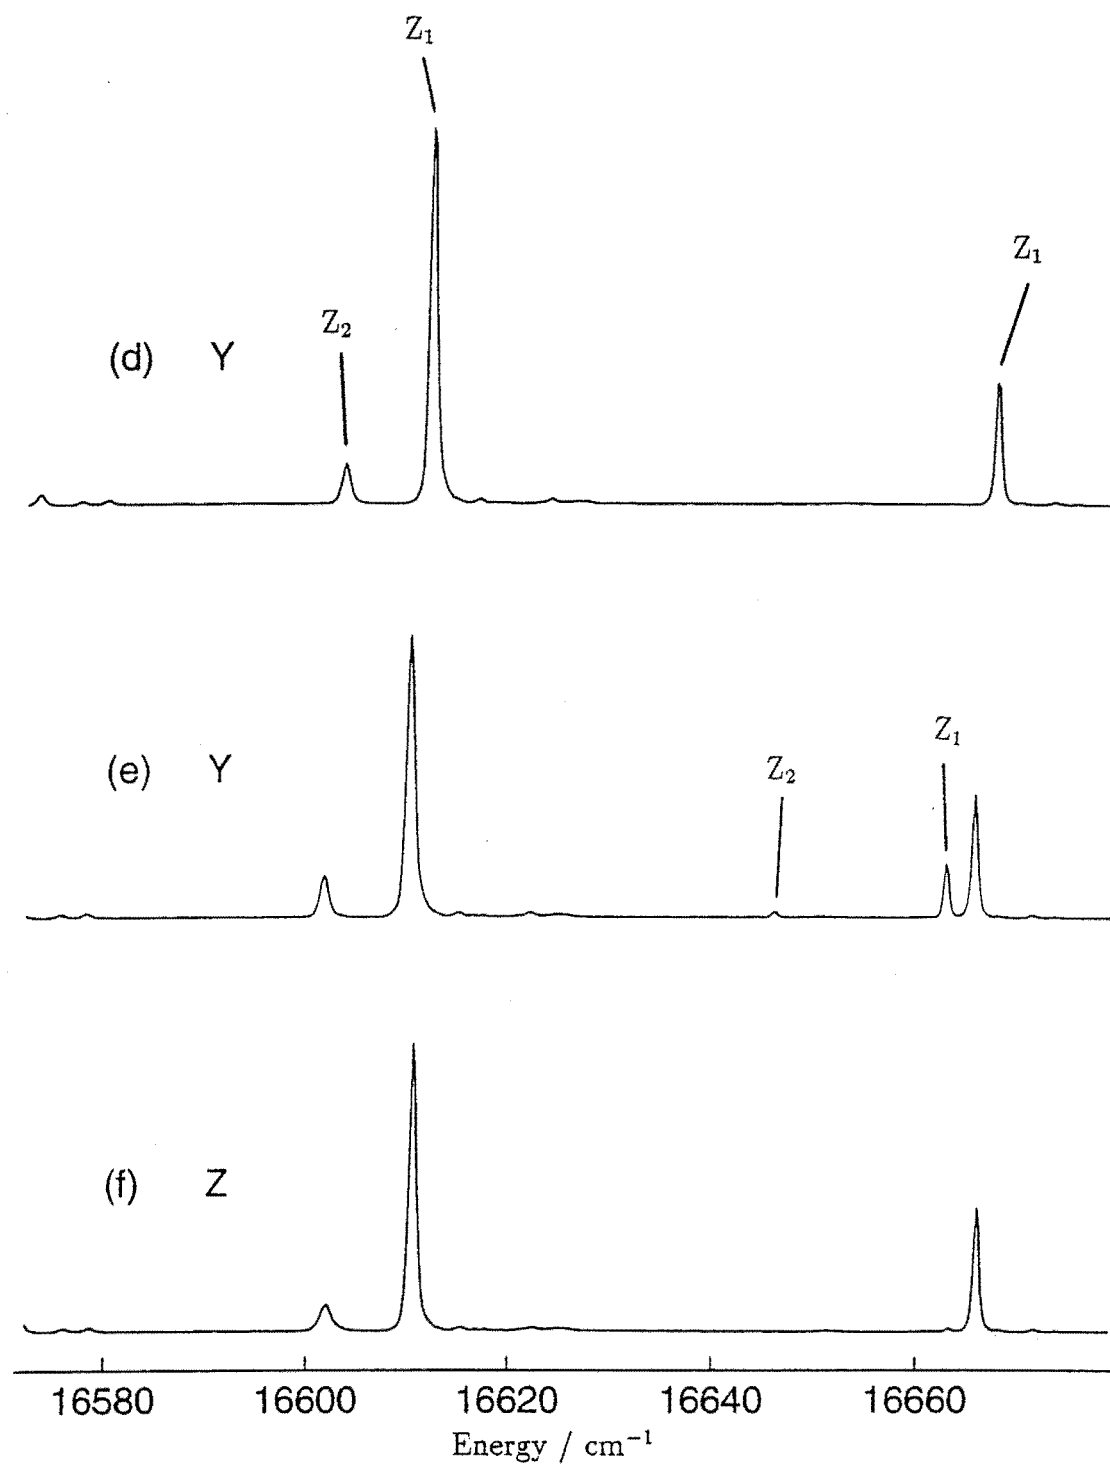 Z₁
Z₁
Z₂
(d) Y
Z₁
Z₂
(e) Y
(f) Z
16580 16600 16620 16640 16660
Energy / cm⁻¹